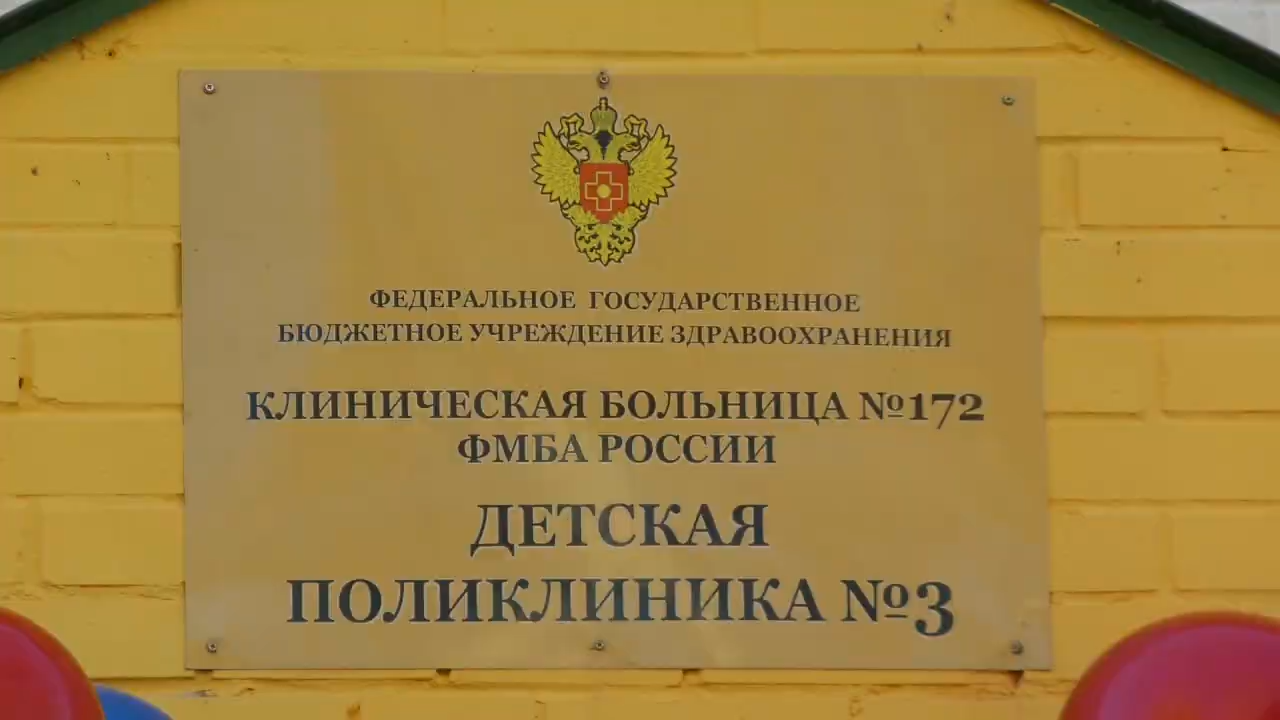 ФЕДЕРАЛЬНОЕ ГОСУДАРСТВЕННОЕ
БЮДЖЕТНОЕ УЧРЕЖДЕНИЕ ЗДРАВООХРАНЕНИЯ
КЛИНИЧЕСКАЯ БОЛЬНИЦА №172
ФМБА РОССИИ
ДЕТСКАЯ
ПОЛИКЛИНИКА №3